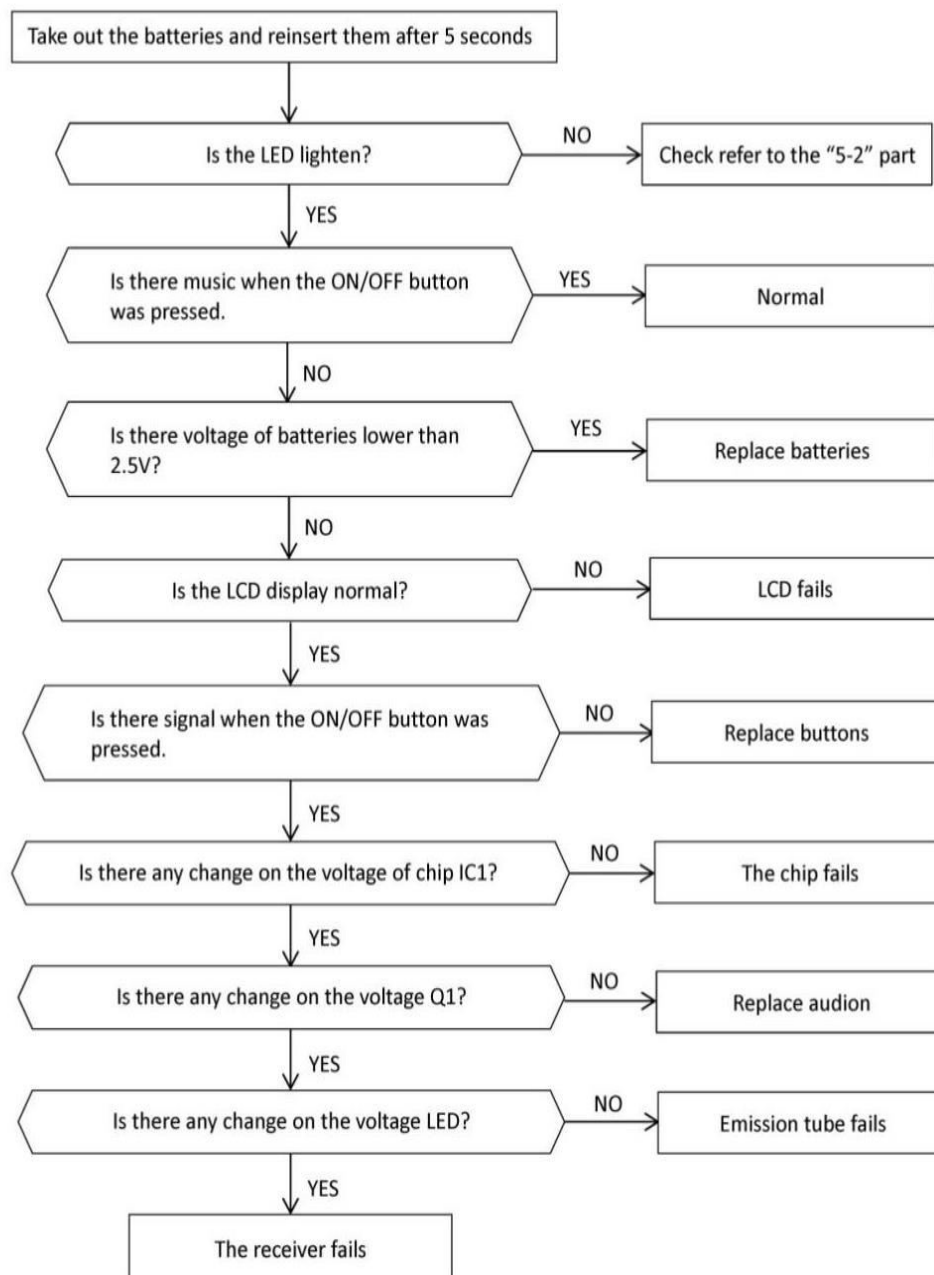 Take out the batteries and reinsert them after 5 seconds
Is the LED lighten?
NO
Check refer to the “5-2” part
YES
Is there music when the ON/OFF button
was pressed.
YES
Normal
NO
Is there voltage of batteries lower than
2.5V?
YES
Replace batteries
NO
Is the LCD display normal?
NO
LCD fails
YES
Is there signal when the ON/OFF button was
pressed.
NO
Replace buttons
YES
Is there any change on the voltage of chip IC1?
NO
The chip fails
YES
Is there any change on the voltage Q1?
NO
Replace audion
YES
Is there any change on the voltage LED?
NO
Emission tube fails
YES
The receiver fails